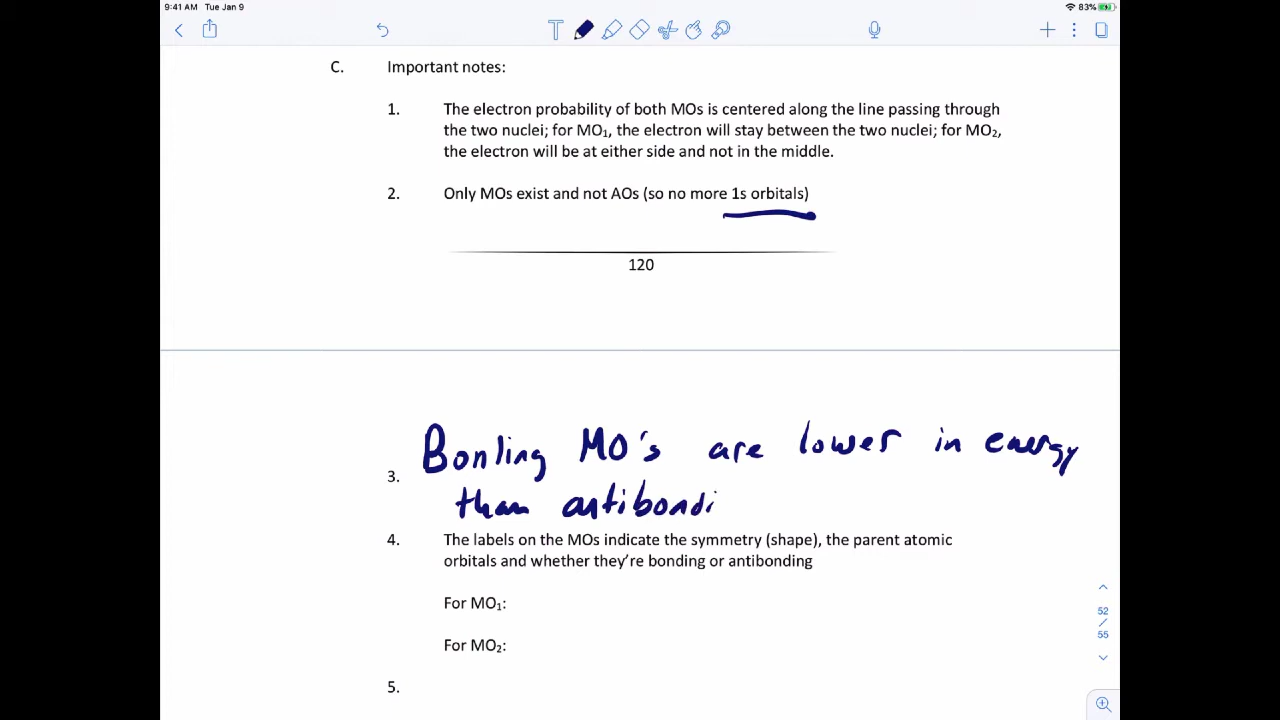 9:41 AM Tue Jan 9
83%
C. Important notes:
1. The electron probability of both MOs is centered along the line passing through
the two nuclei; for MO₁, the electron will stay between the two nuclei; for MO₂,
the electron will be at either side and not in the middle.
2. Only MOs exist and not AOs (so no more 1s orbitals)
120
Bonding MO's are lower in energy
3.
than antibondi
4. The labels on the MOs indicate the symmetry (shape), the parent atomic
orbitals and whether they're bonding or antibonding
For MO₁:
For MO₂:
52
/
55
5.